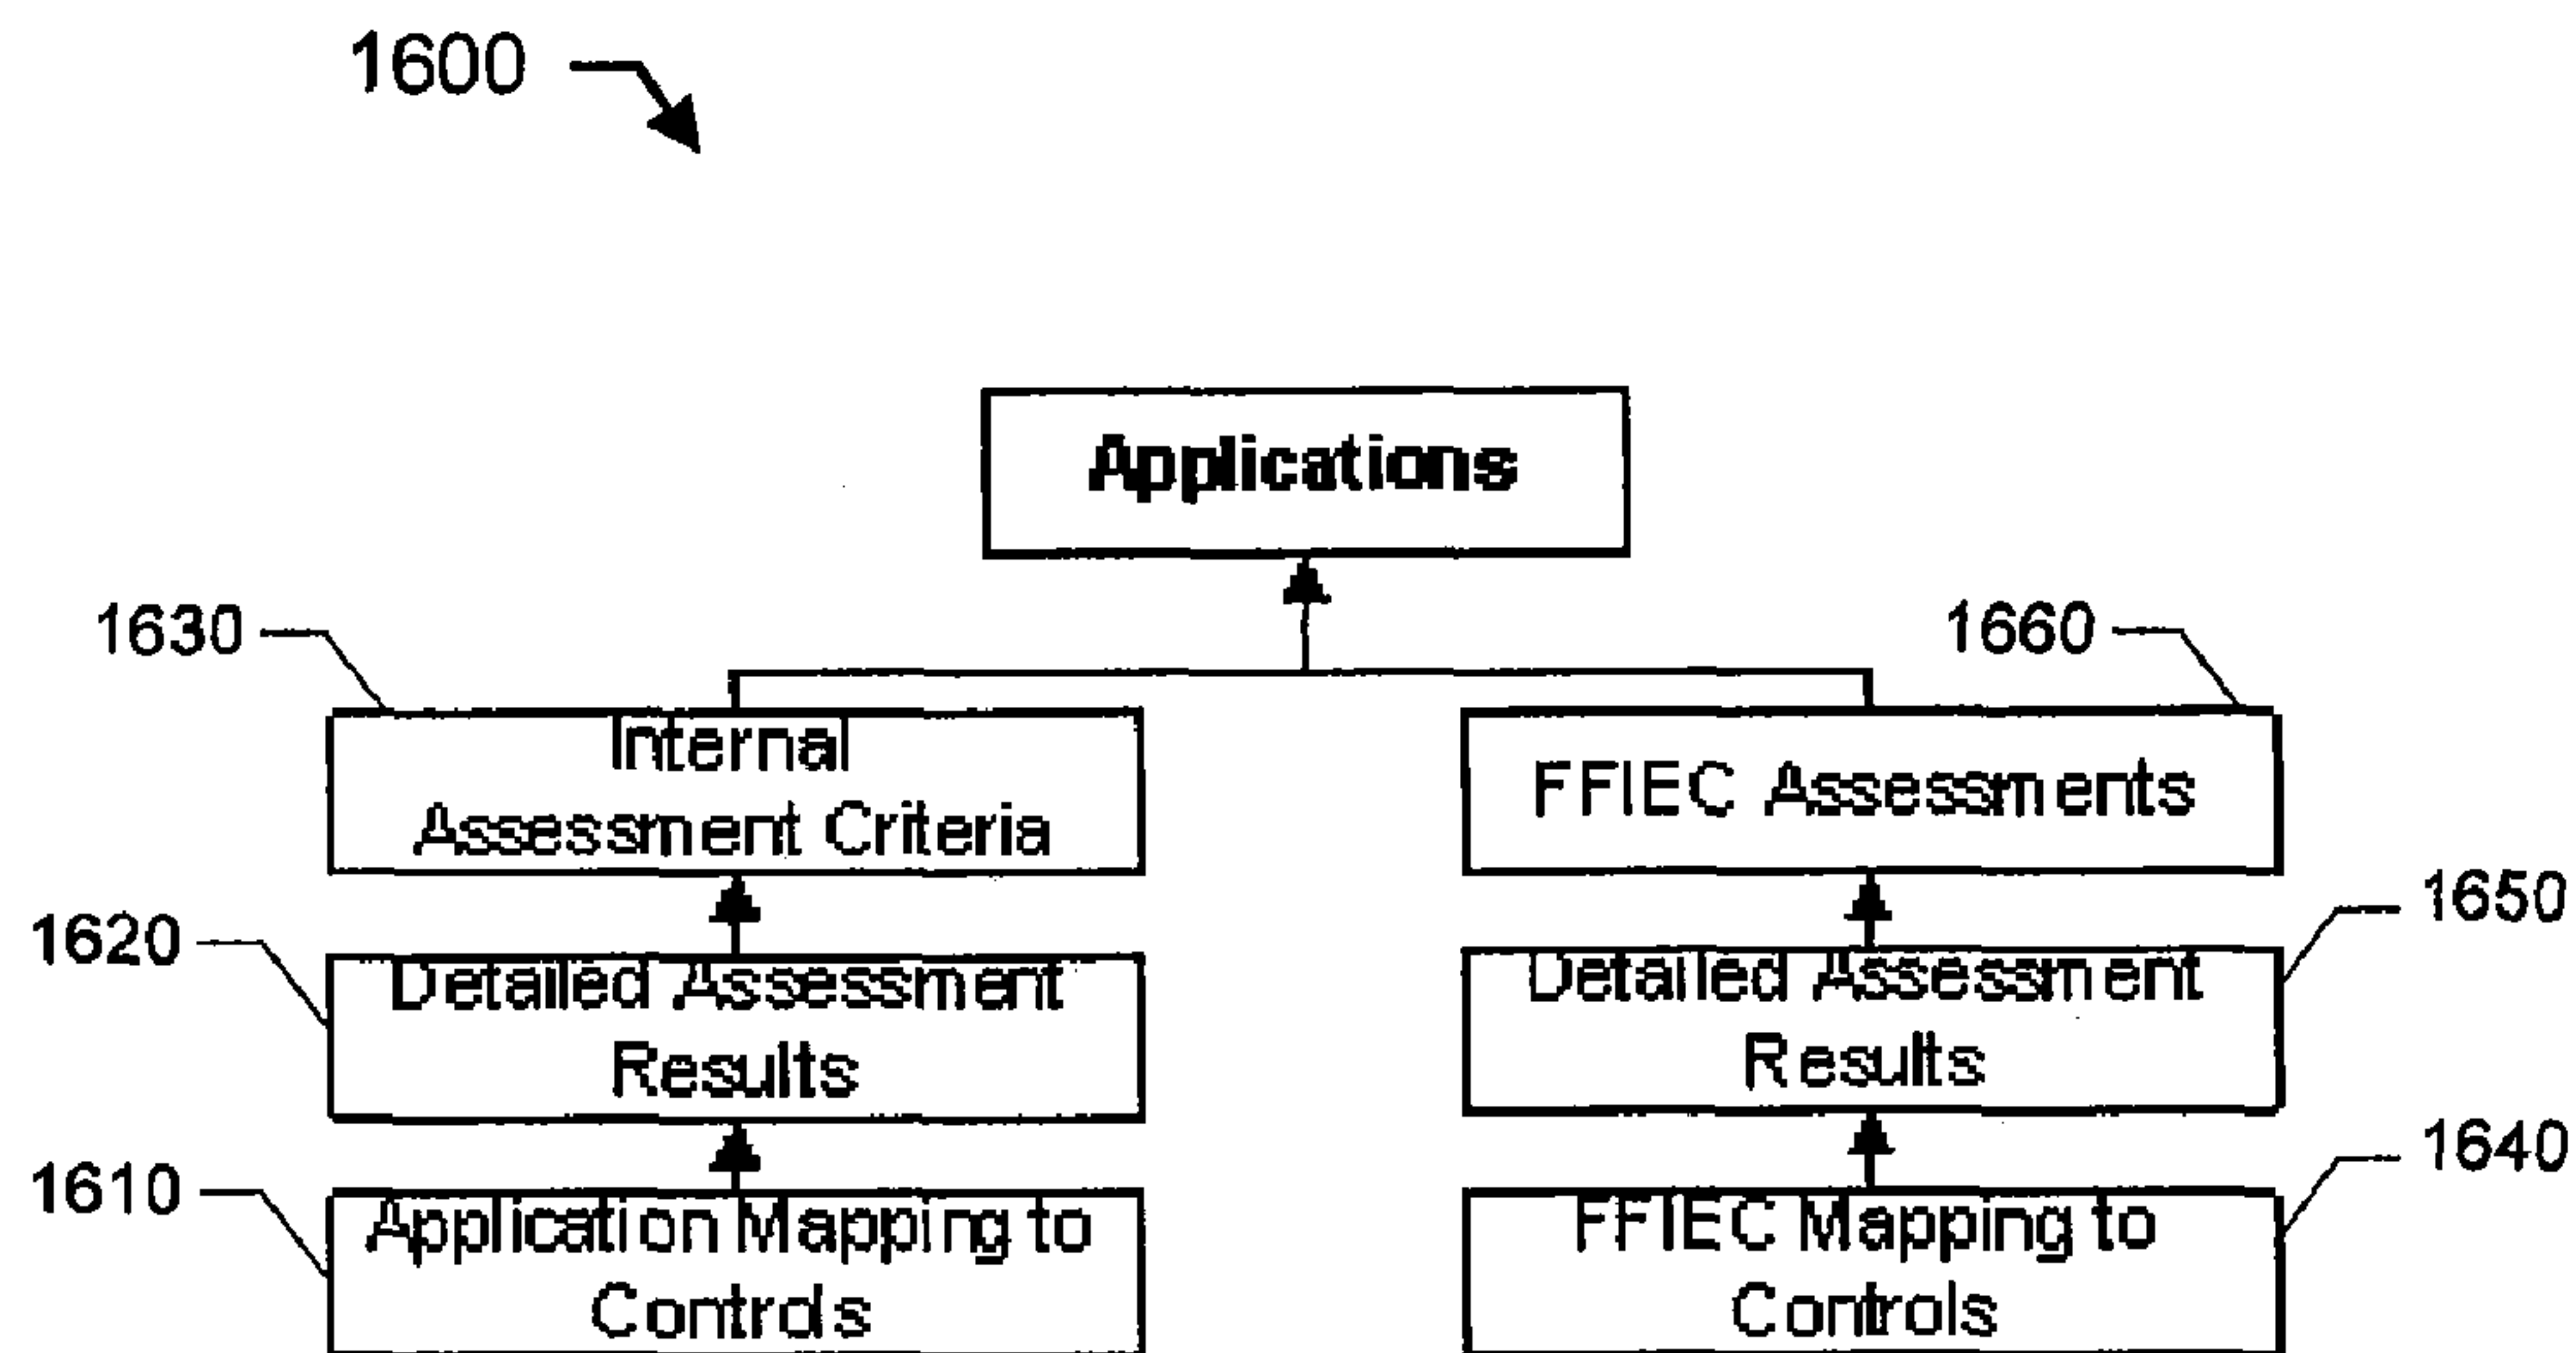 1600
Applications
1630
1660
Internal
Assessment Criteria
FFIEC Assessments
1620
1650
Detailed Assessment
Results
Detailed Assessment
Results
1610
1640
Application Mapping to
Controls
FFIEC Mapping to
Controls